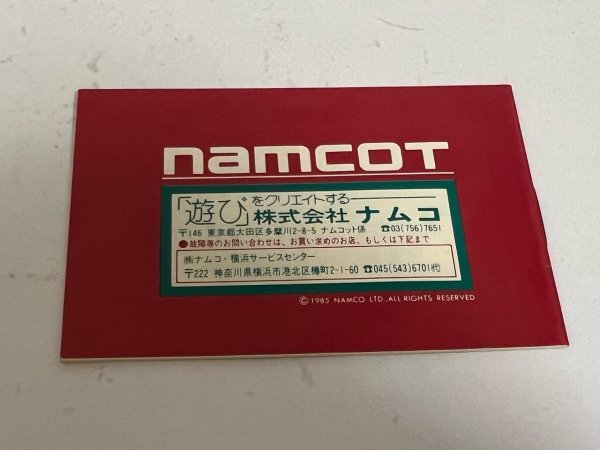 namcoT
「遊び」をクリエイトする
株式会社 ナムコ
〒146 東京都大田区多摩川2-8-5 ナムコット係 ☎03(756)7651
●故障等のお問い合わせは、お買い求めのお店、もしくは下記まで
㈱ナムコ・横浜サービスセンター
〒222 神奈川県横浜市港北区樽町2-1-60 ☎045(543)6701㈹
©1985 NAMCO LTD., ALL RIGHTS RESERVED